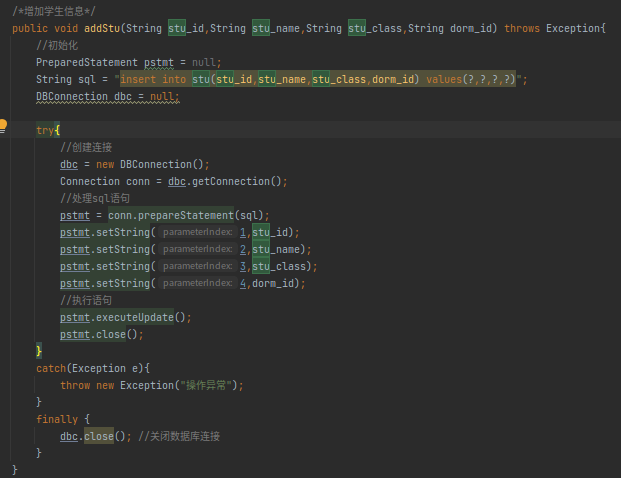 /*增加学生信息*/
public void addStu(String stu_id,String stu_name,String stu_class,String dorm_id) throws Exception{
//初始化
PreparedStatement pstmt = null;
String sql = "insert into stu(stu_id,stu_name,stu_class,dorm_id) values(?,?,?,?)";
DBConnection dbc = null;
try{
//创建连接
dbc = new DBConnection();
Connection conn = dbc.getConnection();
//处理sql语句
pstmt = conn.prepareStatement(sql);
pstmt.setString( parameterIndex: 1,stu_id);
pstmt.setString( parameterIndex: 2,stu_name);
pstmt.setString( parameterIndex: 3,stu_class);
pstmt.setString( parameterIndex: 4,dorm_id);
//执行语句
pstmt.executeUpdate();
pstmt.close();
}
catch(Exception e){
throw new Exception("操作异常");
}
finally {
dbc.close(); //关闭数据库连接
}
}